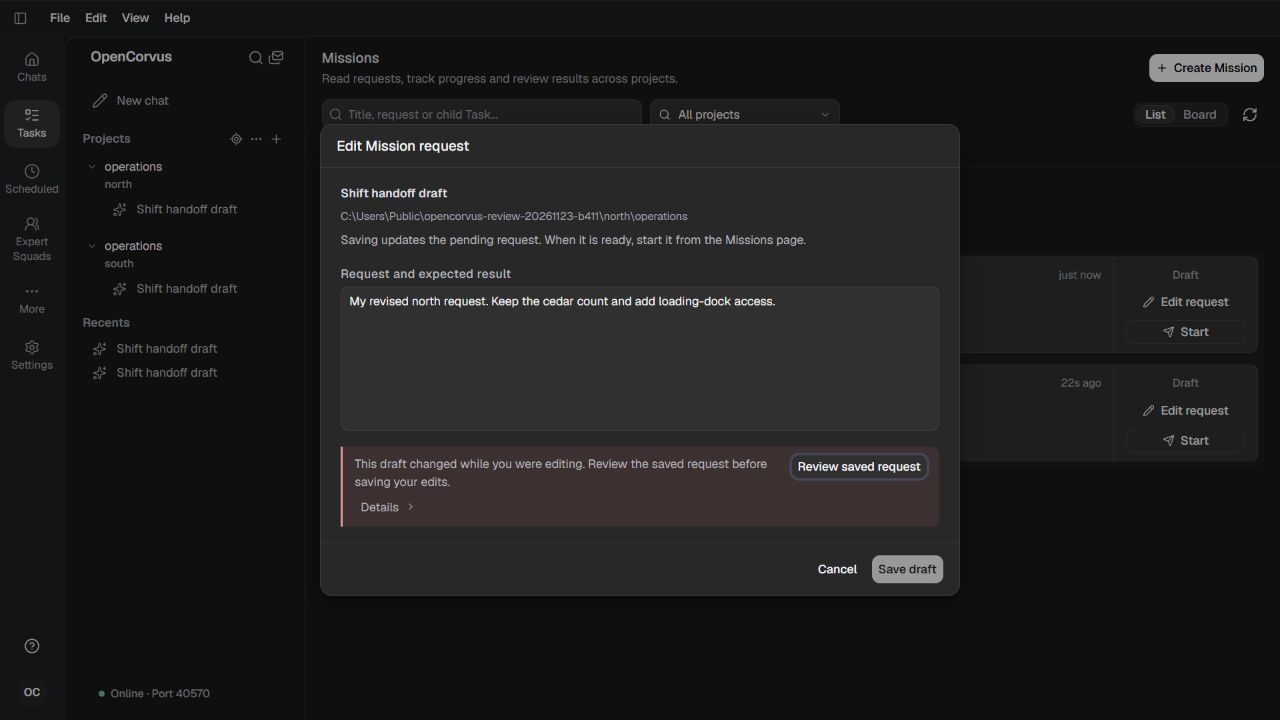 File Edit View Help
Chats
Tasks
Scheduled
Expert
Squads
More
Settings
OC
OpenCorvus
New chat
Projects
operations
north
Shift handoff draft
operations
south
Shift handoff draft
Recents
Shift handoff draft
Shift handoff draft
Online · Port 40570
Missions
Read requests, track progress and review results across projects.
+ Create Mission
Title, request or child Task...
All projects
List Board
Edit Mission request
Shift handoff draft
C:\Users\Public\opencorvus-review-20261123-b411\north\operations
Saving updates the pending request. When it is ready, start it from the Missions page.
Request and expected result
My revised north request. Keep the cedar count and add loading-dock access.
This draft changed while you were editing. Review the saved request before
saving your edits.
Review saved request
Details
Cancel Save draft
just now
Draft
Edit request
Start
22s ago
Draft
Edit request
Start